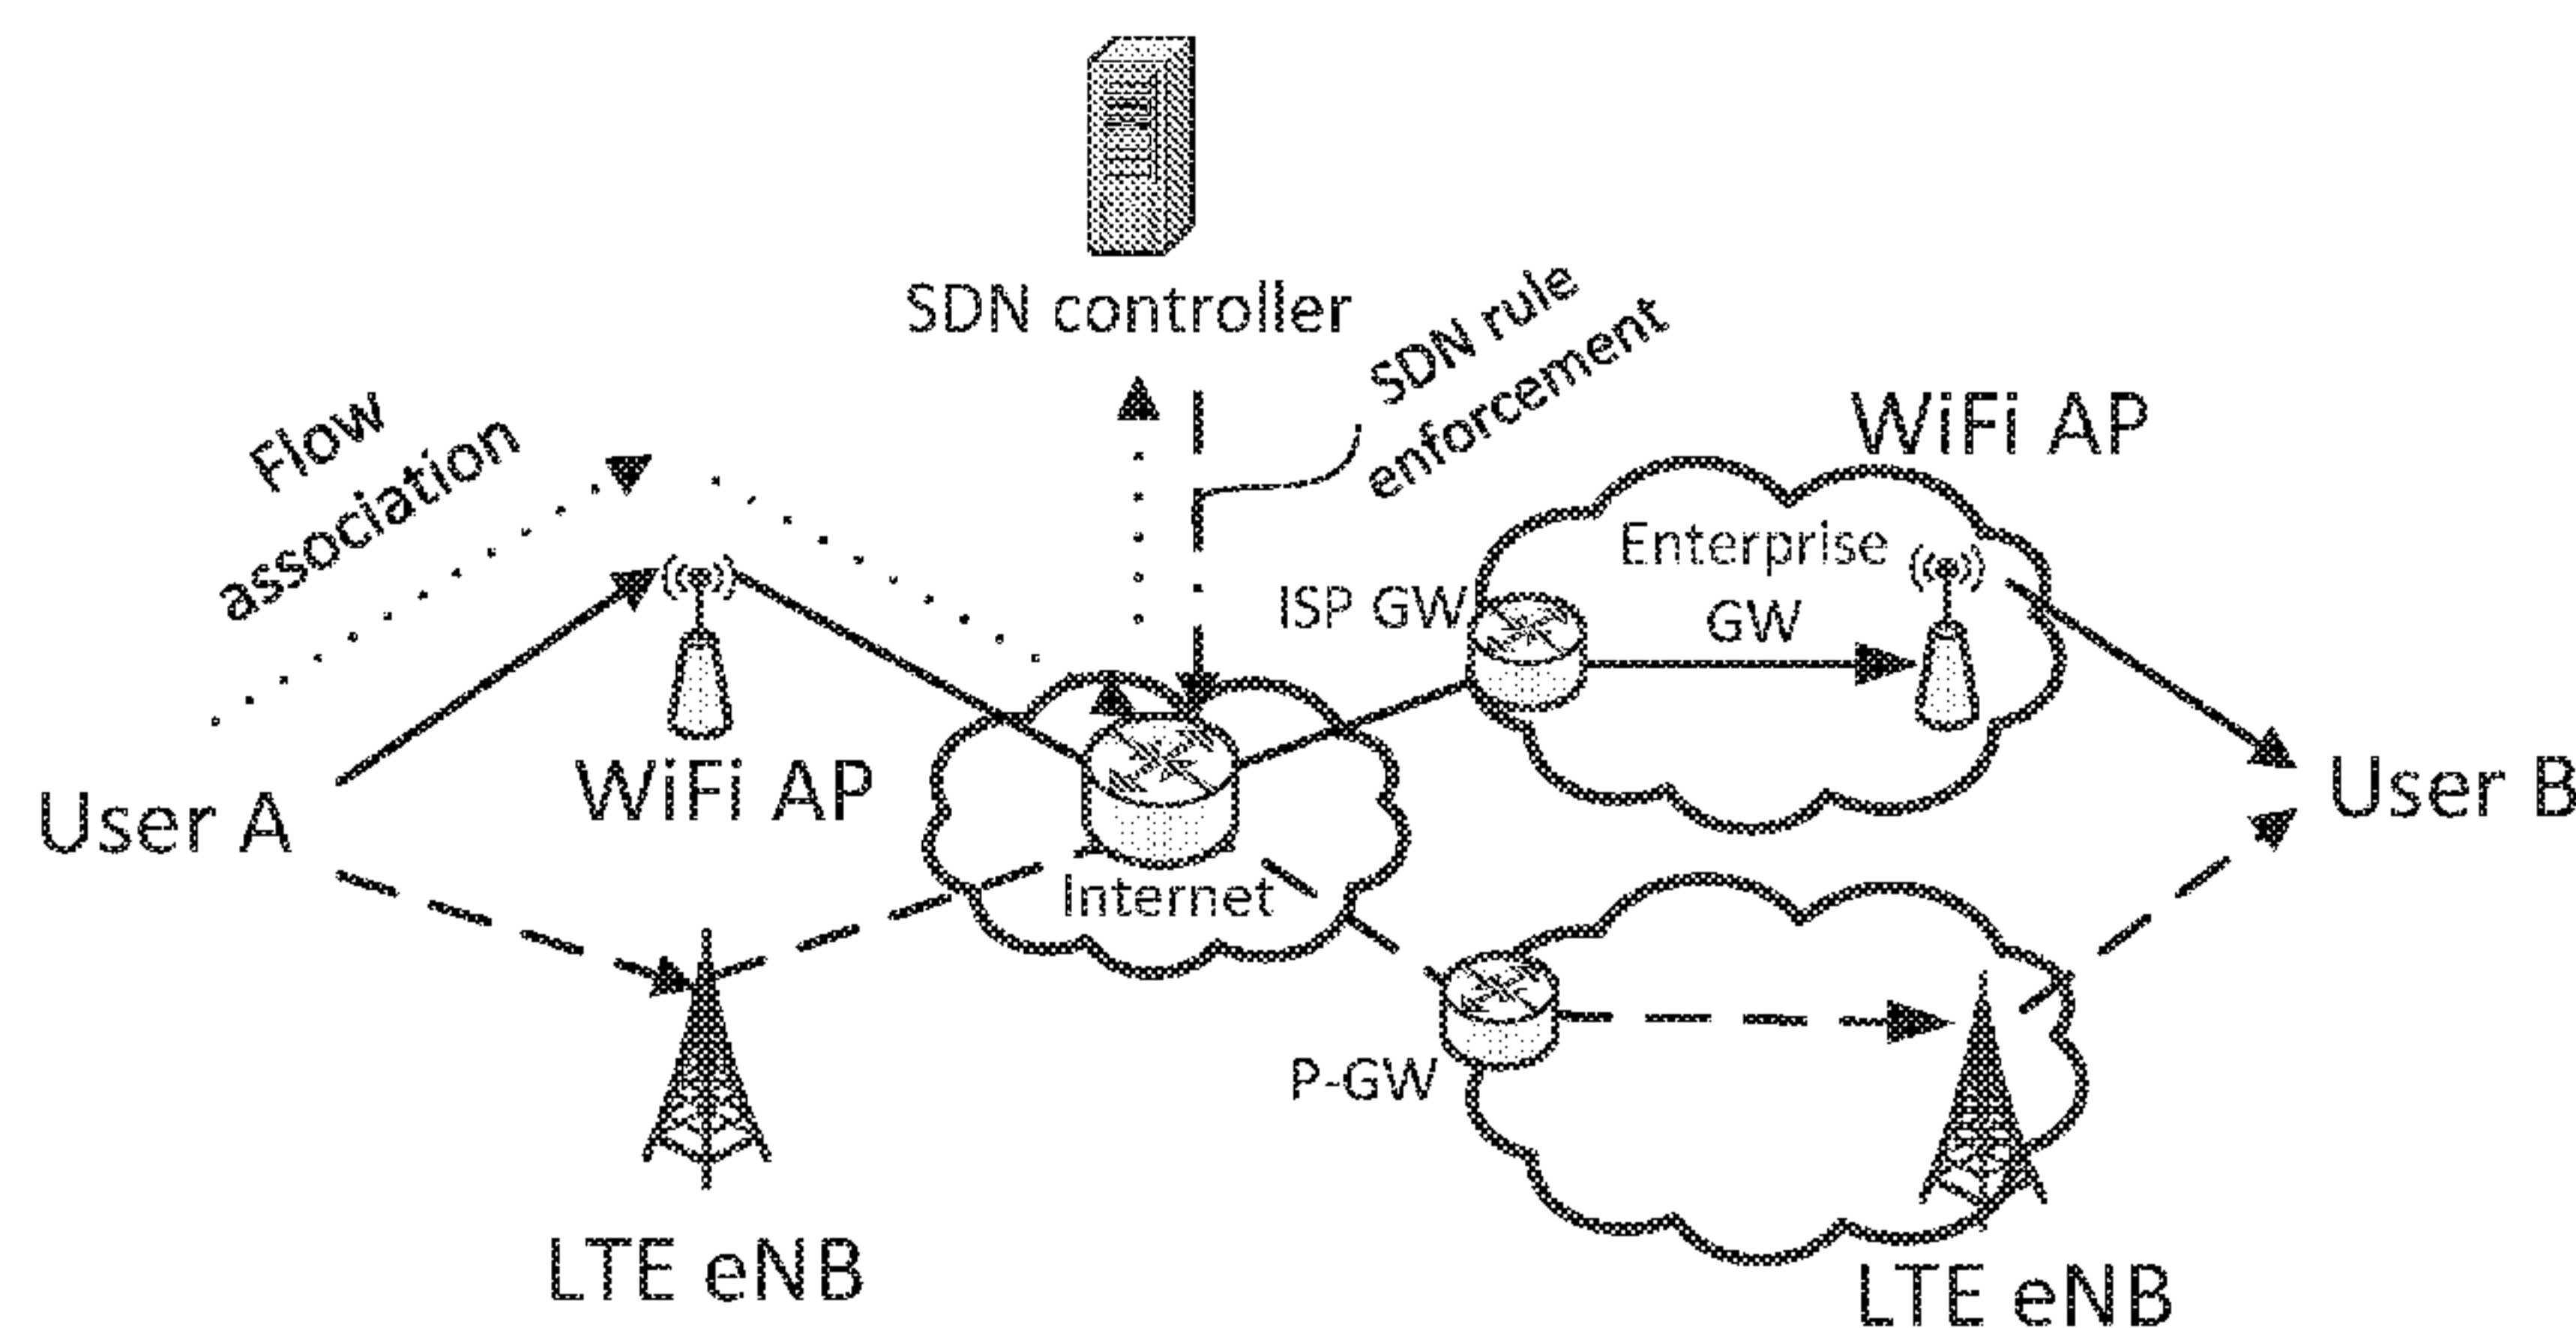 SDN controller
SDN rule
enforcement
Flow
association
WiFi AP
Enterprise
GW
ISP GW
WiFi AP
User A
User B
Internet
P-GW
LTE eNB
LTE eNB